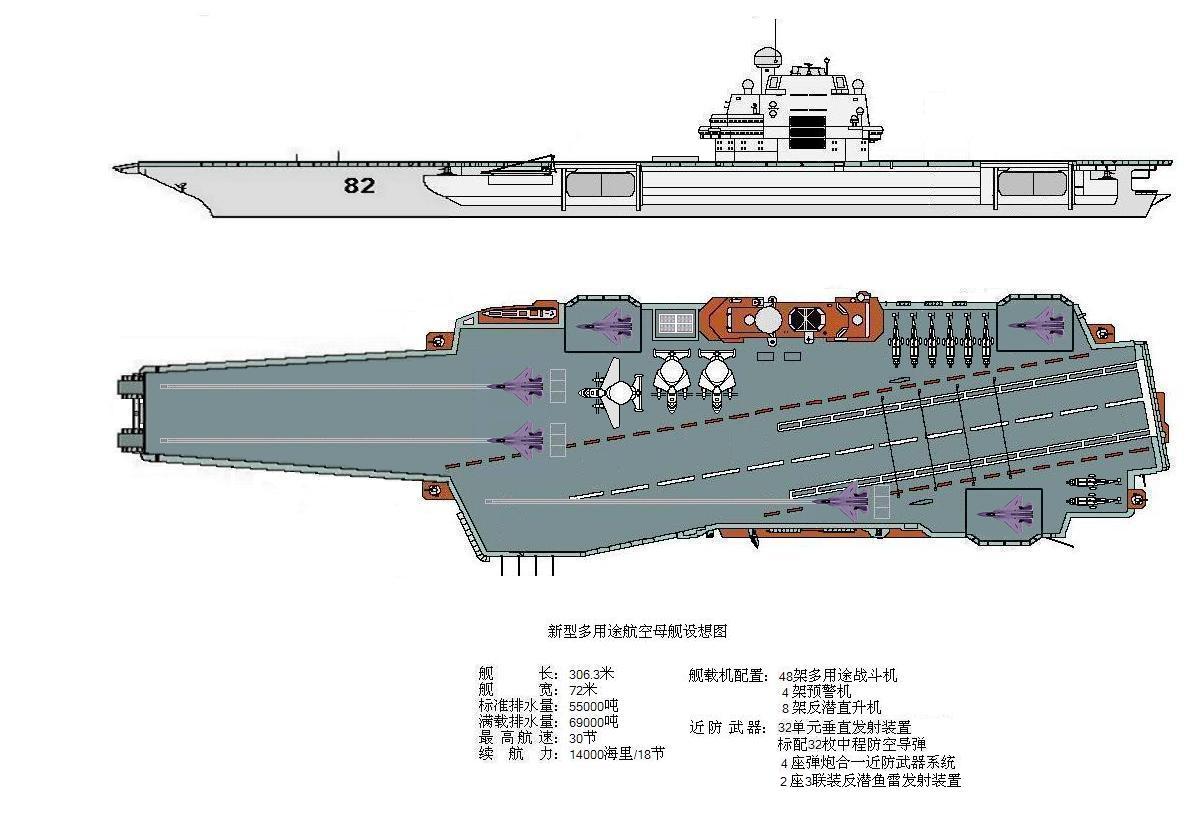 82
新型多用途航空母舰设想图
舰 长：306.3米
舰 宽：72米
标准排水量：55000吨
满载排水量：69000吨
最 高 航 速：30节
续 航 力：14000海里/18节
舰载机配置：48架多用途战斗机
4架预警机
8架反潜直升机
近 防 武 器：32单元垂直发射装置
标配32枚中程防空导弹
4座弹炮合一近防武器系统
2座3联装反潜鱼雷发射装置